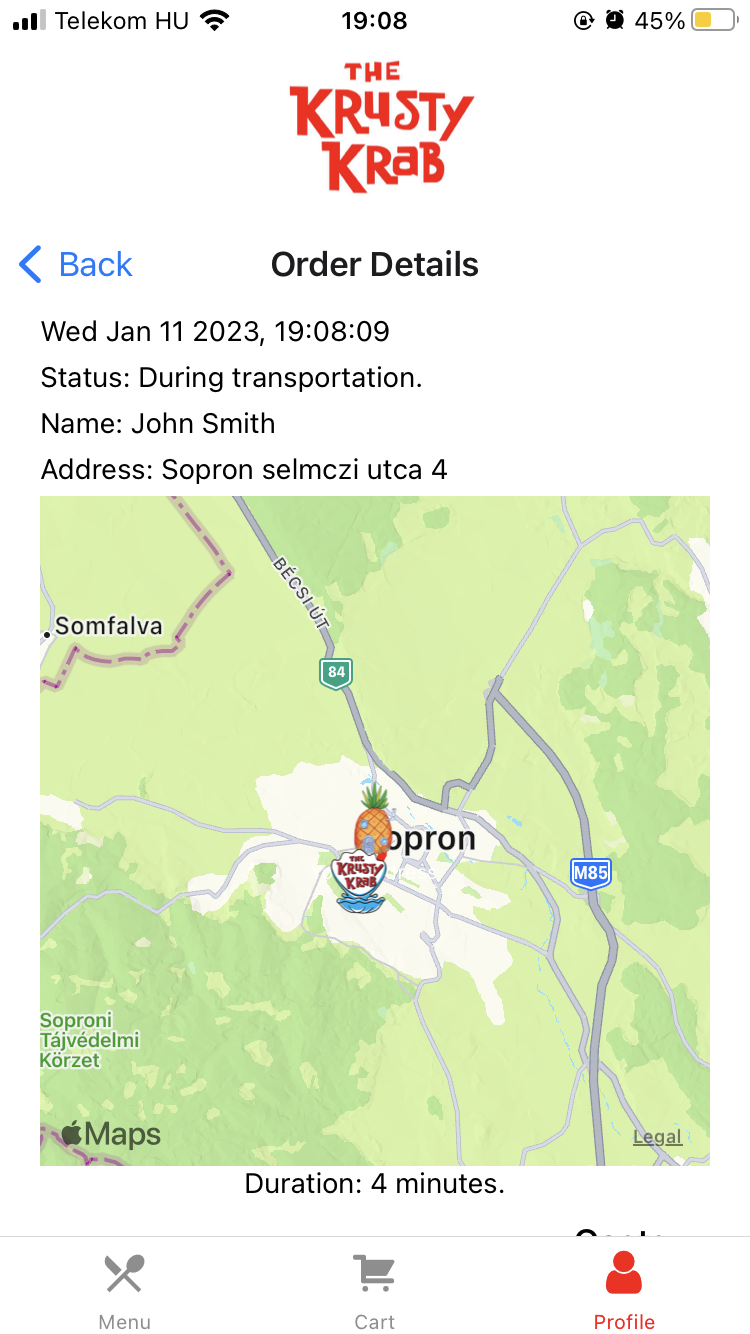 Telekom HU 19:08 45%
THE
KRUSTY
KRAB
Back Order Details
Wed Jan 11 2023, 19:08:09
Status: During transportation.
Name: John Smith
Address: Sopron selmczi utca 4
BÉCSI ÚT
Somfalva
84
opron
THE
KRUSTY
KRAB
M85
Soproni
Tájvédelmi
Körzet
Maps
Legal
Duration: 4 minutes.
Menu Cart Profile